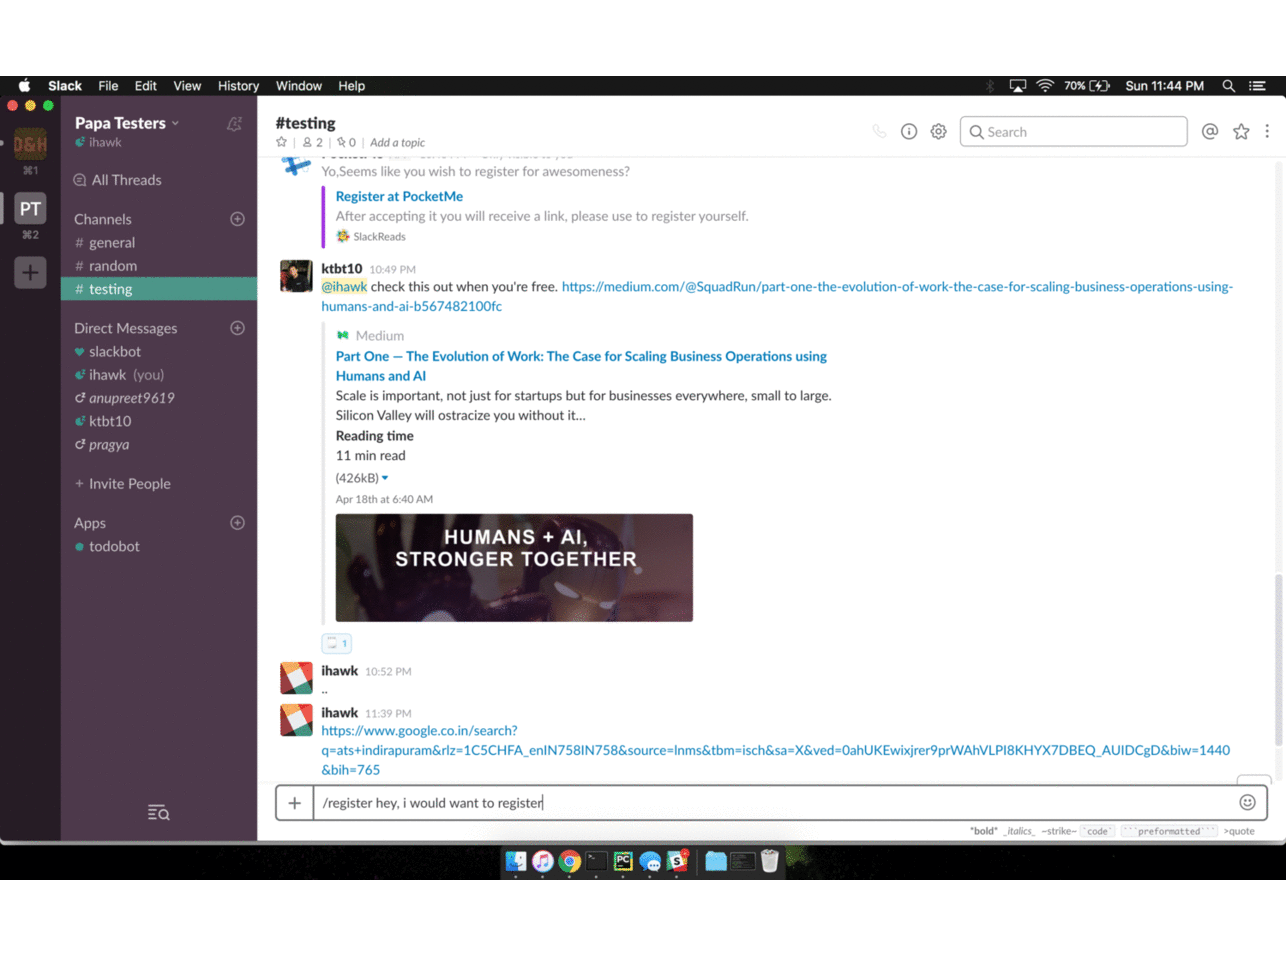 Slack File Edit View History Window Help 70% Sun 11:44 PM
Papa Testers
ihawk
D&H
⌘1
PT
⌘2
All Threads
Channels
# general
# random
# testing
Direct Messages
slackbot
ihawk (you)
anupreet9619
ktbt10
pragya
+ Invite People
Apps
todobot
#testing
2 | 0 | Add a topic
Search
Yo,Seems like you wish to register for awesomeness?
Register at PocketMe
After accepting it you will receive a link, please use to register yourself.
SlackReads
ktbt10 10:49 PM
@ihawk check this out when you're free. https://medium.com/@SquadRun/part-one-the-evolution-of-work-the-case-for-scaling-business-operations-using-
humans-and-ai-b567482100fc
Medium
Part One — The Evolution of Work: The Case for Scaling Business Operations using
Humans and AI
Scale is important, not just for startups but for businesses everywhere, small to large.
Silicon Valley will ostracize you without it...
Reading time
11 min read
(426kB)
Apr 18th at 6:40 AM
HUMANS + AI,
STRONGER TOGETHER
1
ihawk 10:52 PM
..
ihawk 11:39 PM
https://www.google.co.in/search?
q=ats+indirapuram&rlz=1C5CHFA_enIN758IN758&source=lnms&tbm=isch&sa=X&ved=0ahUKEwixjrer9prWAhVLPI8KHYX7DBEQ_AUIDCgD&biw=1440
&bih=765
/register hey, i would want to register
*bold* _italics_ ~strike~ `code` ```preformatted``` >quote
PC
S